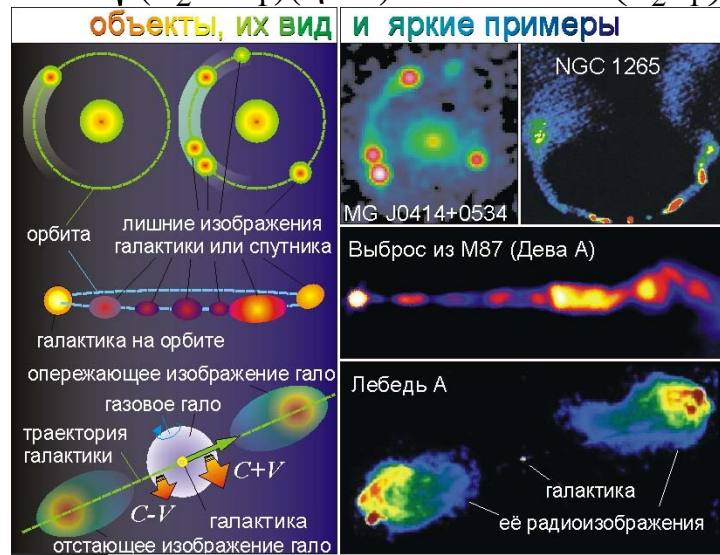 объекты, их вид и яркие примеры
орбита
лишние изображения
галактики или спутника
галактика на орбите
опережающее изображение гало
газовое гало
траектория
галактики
C+V
C-V
галактика
отстающее изображение гало
MG J0414+0534
NGC 1265
Выброс из M87 (Дева А)
Лебедь А
галактика
её радиоизображения